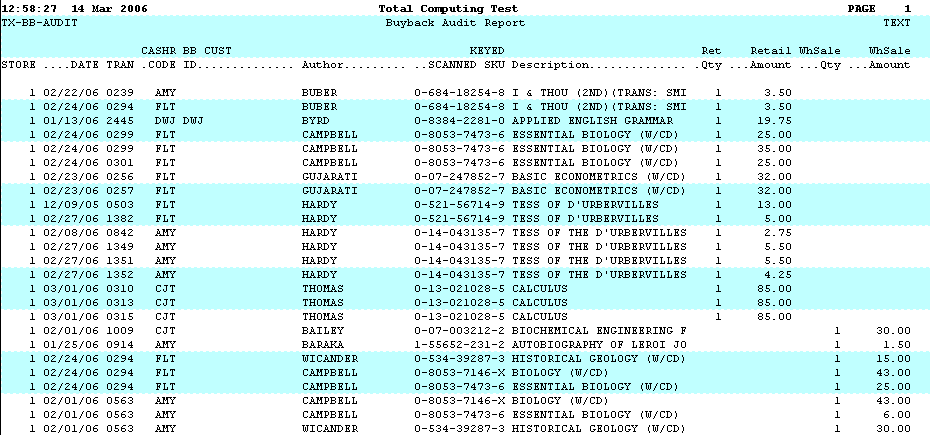 12:58:27 14 Mar 2006 Total Computing Test PAGE 1
TX-BB-AUDIT Buyback Audit Report TEXT
CASHR BB CUST KEYED Ret Retail WhSale WhSale
STORE ....DATE TRAN .CODE ID.............. Author......... ..SCANNED SKU Description.............. .Qty ...Amount ...Qty ...Amount
1 02/22/06 0239 AMY BUBER 0-684-18254-8 I & THOU (2ND)(TRANS: SMI 1 3.50
1 02/24/06 0294 FLT BUBER 0-684-18254-8 I & THOU (2ND)(TRANS: SMI 1 3.50
1 01/13/06 2445 DWJ DWJ BYRD 0-8384-2281-0 APPLIED ENGLISH GRAMMAR 1 19.75
1 02/24/06 0299 FLT CAMPBELL 0-8053-7473-6 ESSENTIAL BIOLOGY (W/CD) 1 25.00
1 02/24/06 0299 FLT CAMPBELL 0-8053-7473-6 ESSENTIAL BIOLOGY (W/CD) 1 35.00
1 02/24/06 0301 FLT CAMPBELL 0-8053-7473-6 ESSENTIAL BIOLOGY (W/CD) 1 25.00
1 02/23/06 0256 FLT GUJARATI 0-07-247852-7 BASIC ECONOMETRICS (W/CD) 1 32.00
1 02/23/06 0257 FLT GUJARATI 0-07-247852-7 BASIC ECONOMETRICS (W/CD) 1 32.00
1 12/09/05 0503 FLT HARDY 0-521-56714-9 TESS OF D'URBERVILLES 1 13.00
1 02/27/06 1382 FLT HARDY 0-521-56714-9 TESS OF D'URBERVILLES 1 5.00
1 02/08/06 0842 AMY HARDY 0-14-043135-7 TESS OF THE D'URBERVILLES 1 2.75
1 02/27/06 1349 AMY HARDY 0-14-043135-7 TESS OF THE D'URBERVILLES 1 5.50
1 02/27/06 1351 AMY HARDY 0-14-043135-7 TESS OF THE D'URBERVILLES 1 5.50
1 02/27/06 1352 AMY HARDY 0-14-043135-7 TESS OF THE D'URBERVILLES 1 4.25
1 03/01/06 0310 CJT THOMAS 0-13-021028-5 CALCULUS 1 85.00
1 03/01/06 0313 CJT THOMAS 0-13-021028-5 CALCULUS 1 85.00
1 03/01/06 0315 CJT THOMAS 0-13-021028-5 CALCULUS 1 85.00
1 02/01/06 1009 CJT BAILEY 0-07-003212-2 BIOCHEMICAL ENGINEERING F 1 30.00
1 01/25/06 0914 AMY BARAKA 1-55652-231-2 AUTOBIOGRAPHY OF LEROI JO 1 1.50
1 02/24/06 0294 FLT WICANDER 0-534-39287-3 HISTORICAL GEOLOGY (W/CD) 1 15.00
1 02/24/06 0294 FLT CAMPBELL 0-8053-7146-X BIOLOGY (W/CD) 1 43.00
1 02/24/06 0294 FLT CAMPBELL 0-8053-7473-6 ESSENTIAL BIOLOGY (W/CD) 1 25.00
1 02/01/06 0563 AMY CAMPBELL 0-8053-7146-X BIOLOGY (W/CD) 1 43.00
1 02/01/06 0563 AMY CAMPBELL 0-8053-7473-6 ESSENTIAL BIOLOGY (W/CD) 1 6.00
1 02/01/06 0563 AMY WICANDER 0-534-39287-3 HISTORICAL GEOLOGY (W/CD) 1 30.00